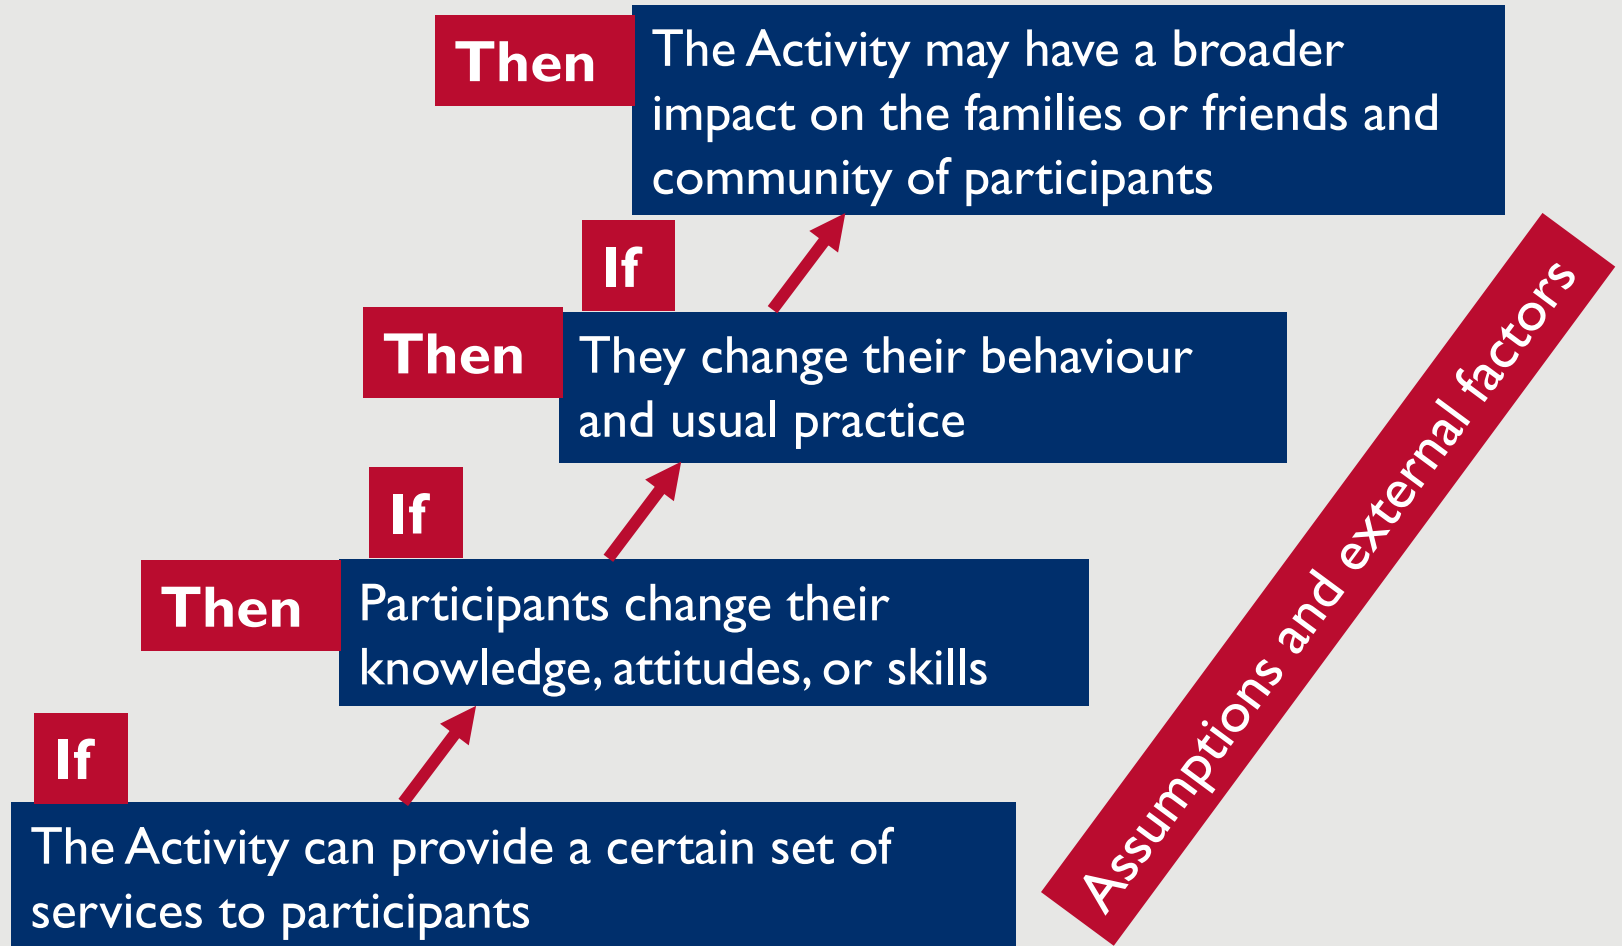 Then
The Activity may have a broader
impact on the families or friends and
community of participants
If
Then
They change their behaviour
and usual practice
If
Then
Participants change their
knowledge, attitudes, or skills
If
The Activity can provide a certain set of
services to participants
Assumptions and external factors